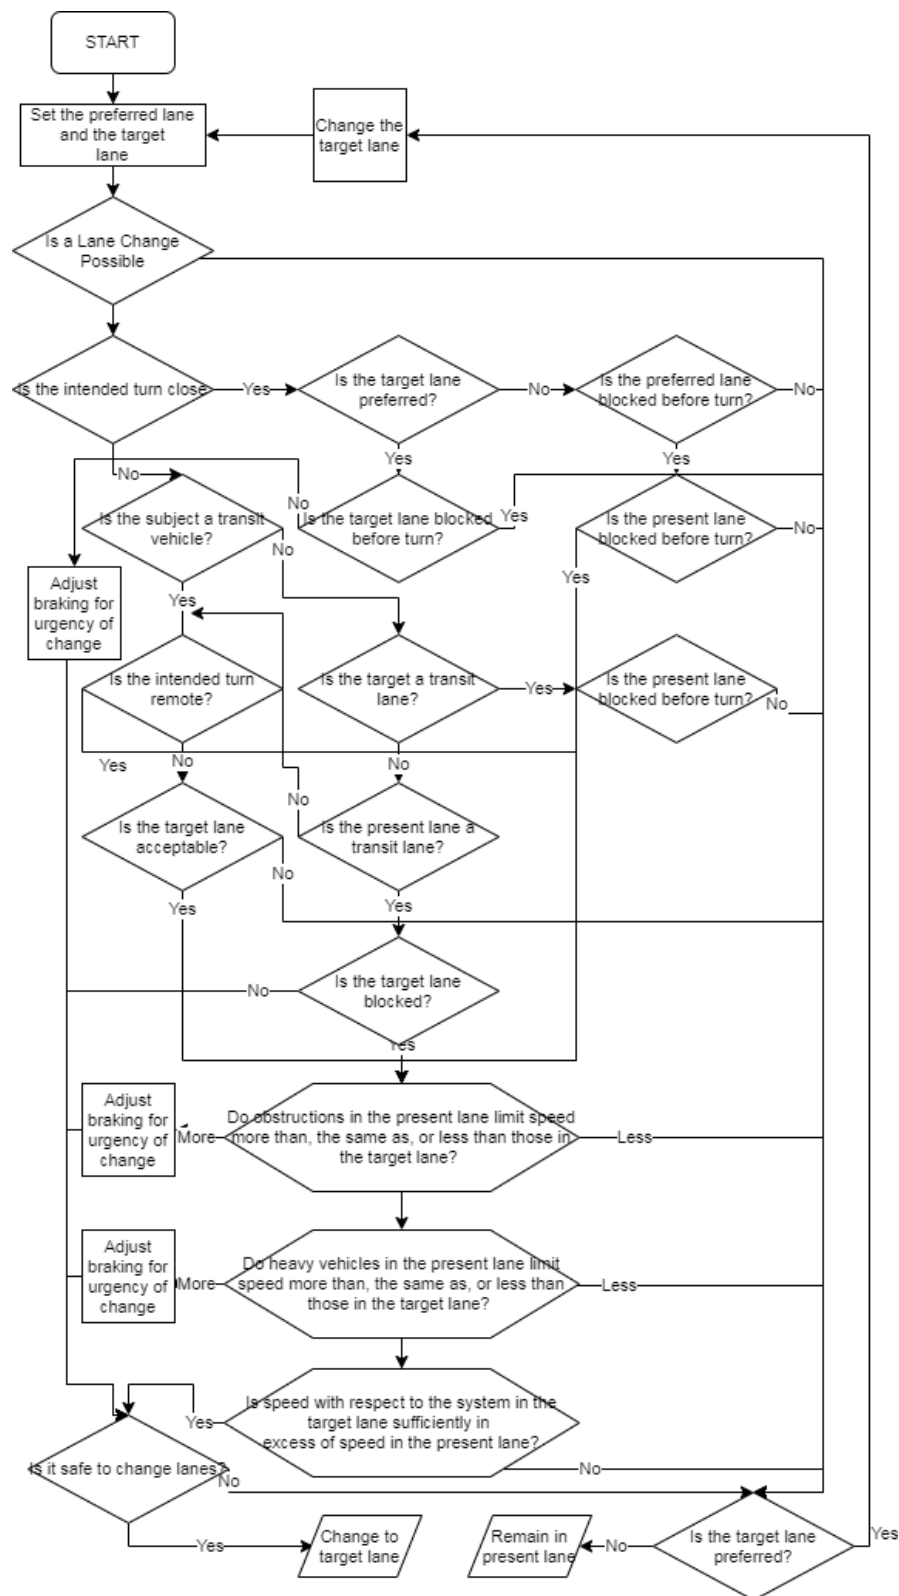 START
Set the preferred lane
and the target
lane
Change the
target lane
Is a Lane Change
Possible
Is the intended turn close
Yes
Is the target lane
preferred?
No
Is the preferred lane
blocked before turn?
No
Yes
Yes
No
Is the subject a transit
vehicle?
No
Is the target lane blocked
before turn?
Yes
Is the present lane
blocked before turn?
No
No
Yes
Adjust
braking for
urgency of
change
Yes
Is the intended turn
remote?
Is the target a transit
lane?
Yes
Is the present lane
blocked before turn?
No
Yes
No
No
Is the target lane
acceptable?
No
Is the present lane a
transit lane?
No
Yes
Yes
Is the target lane
blocked?
No
Yes
Adjust
braking for
urgency of
change
More
Do obstructions in the present lane limit speed
more than, the same as, or less than those in
the target lane?
Less
Adjust
braking for
urgency of
change
More
Do heavy vehicles in the present lane limit
speed more than, the same as, or less than
those in the target lane?
Less
Is speed with respect to the system in the
target lane sufficiently in
excess of speed in the present lane?
Yes
No
Is it safe to change lanes?
No
Yes
Change to
target lane
Remain in
present lane
No
Is the target lane
preferred?
Yes